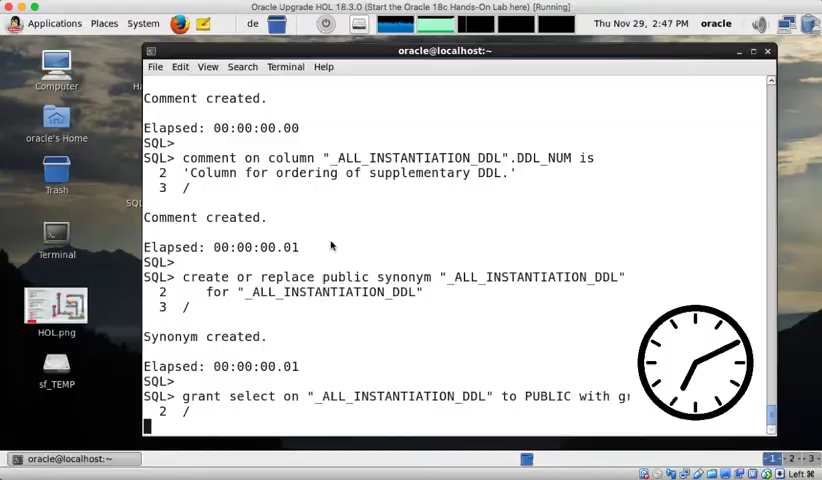 Oracle Upgrade HOL 18.3.0 (Start the Oracle 18c Hands-On Lab here) [Running]
Applications Places System de Thu Nov 29, 2:47 PM oracle
oracle@localhost:~
File Edit View Search Terminal Help
Computer
oracle's Home
Trash
Terminal
HOL.png
sf_TEMP
Comment created.
Elapsed: 00:00:00.00
SQL>
SQL> comment on column "_ALL_INSTANTIATION_DDL".DDL_NUM is
2 'Column for ordering of supplementary DDL.'
3 /
Comment created.
Elapsed: 00:00:00.01
SQL>
SQL> create or replace public synonym "_ALL_INSTANTIATION_DDL"
2 for "_ALL_INSTANTIATION_DDL"
3 /
Synonym created.
Elapsed: 00:00:00.01
SQL>
SQL> grant select on "_ALL_INSTANTIATION_DDL" to PUBLIC with gr
2 /
oracle@localhost:~
1 2 3
Left ⌘